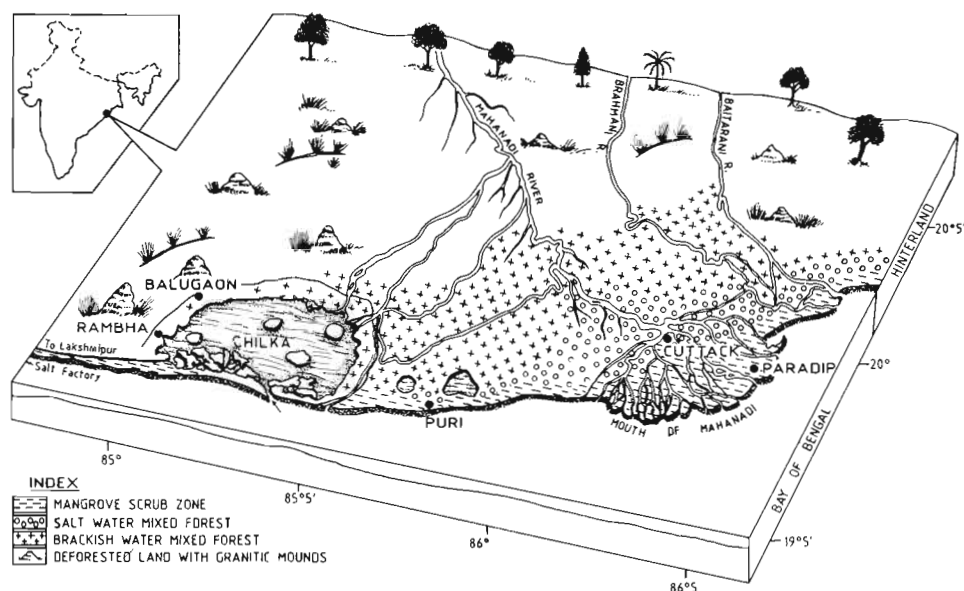 MAHANADI
RIVER
BRAHMANI R.
BAITARANI R.
HINTERLAND
20°5'
BALUGAON
RAMBHA
CHILKA
To Lakshmipur
Salt Factory
CUTTACK
PARADIP
20°
PURI
MOUTH OF MAHANADI
BAY OF BENGAL
85°
85°5'
86°
86°5
19°5'
INDEX
MANGROVE SCRUB ZONE
SALT WATER MIXED FOREST
BRACKISH WATER MIXED FOREST
DEFORESTED LAND WITH GRANITIC MOUNDS